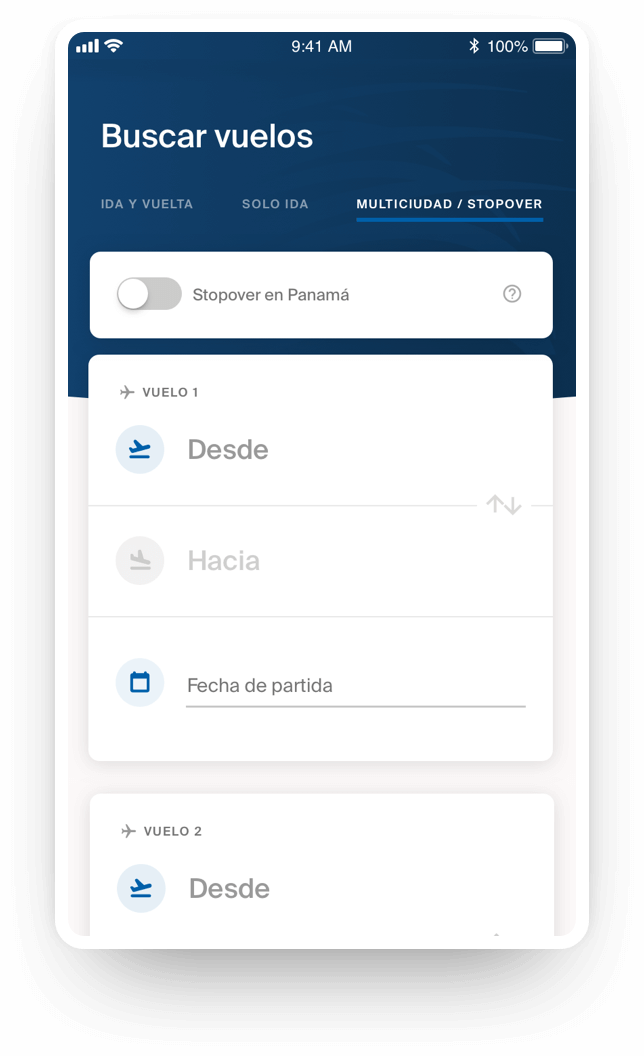 9:41 AM 100%
Buscar vuelos
IDA Y VUELTA SOLO IDA MULTICIUDAD / STOPOVER
Stopover en Panamá
VUELO 1
Desde
Hacia
Fecha de partida
VUELO 2
Desde